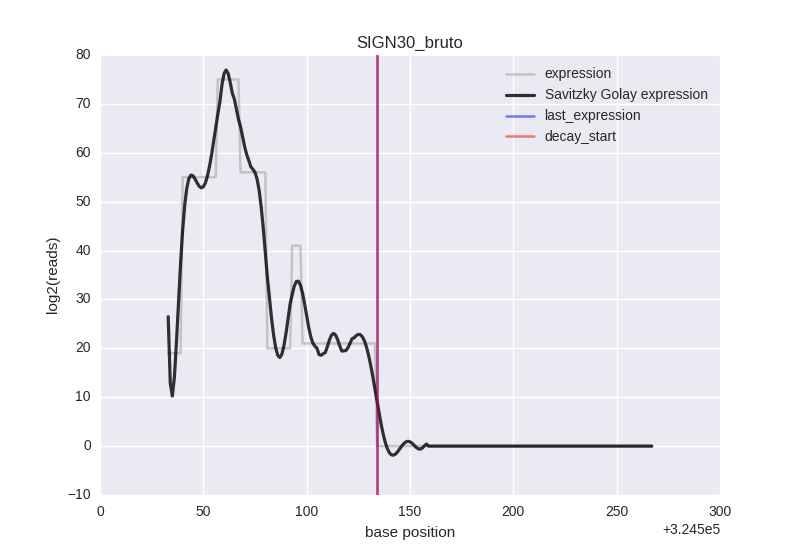 SIGN30_bruto
expression
Savitzky Golay expression
last_expression
decay_start
log2(reads)
80
70
60
50
40
30
20
10
0
−10
0 50 100 150 200 250 300
base position
+3.245e5